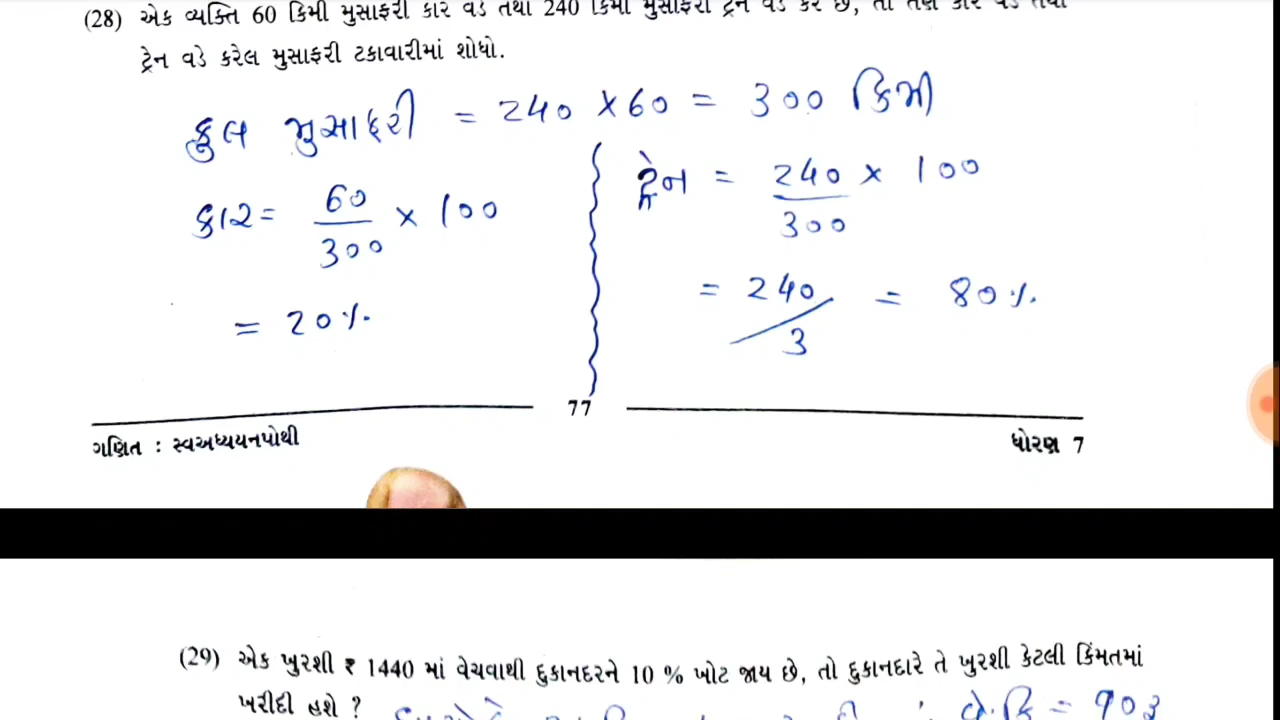 (28) એક વ્યક્તિ 60 કિમી મુસાફરી કાર વડે તથા 240 કિમી મુસાફરી ટ્રેન વડે કરે છે, તો તેણે કાર વડે તથા
ટ્રેન વડે કરેલ મુસાફરી ટકાવારીમાં શોધો.
કુલ મુસાફરી = 240 × 60 = 300 કિમી
કાર = 60/300 × 100
= 20%
ટ્રેન = 240/300 × 100
= 240/3 = 80%
77
ગણિત : સ્વઅધ્યયનપોથી ધોરણ 7
(29) એક ખુરશી ₹ 1440 માં વેચવાથી દુકાનદરને 10 % ખોટ જાય છે, તો દુકાનદારે તે ખુરશી કેટલી કિંમતમાં
ખરીદી હશે ?
વે.કિ = 903